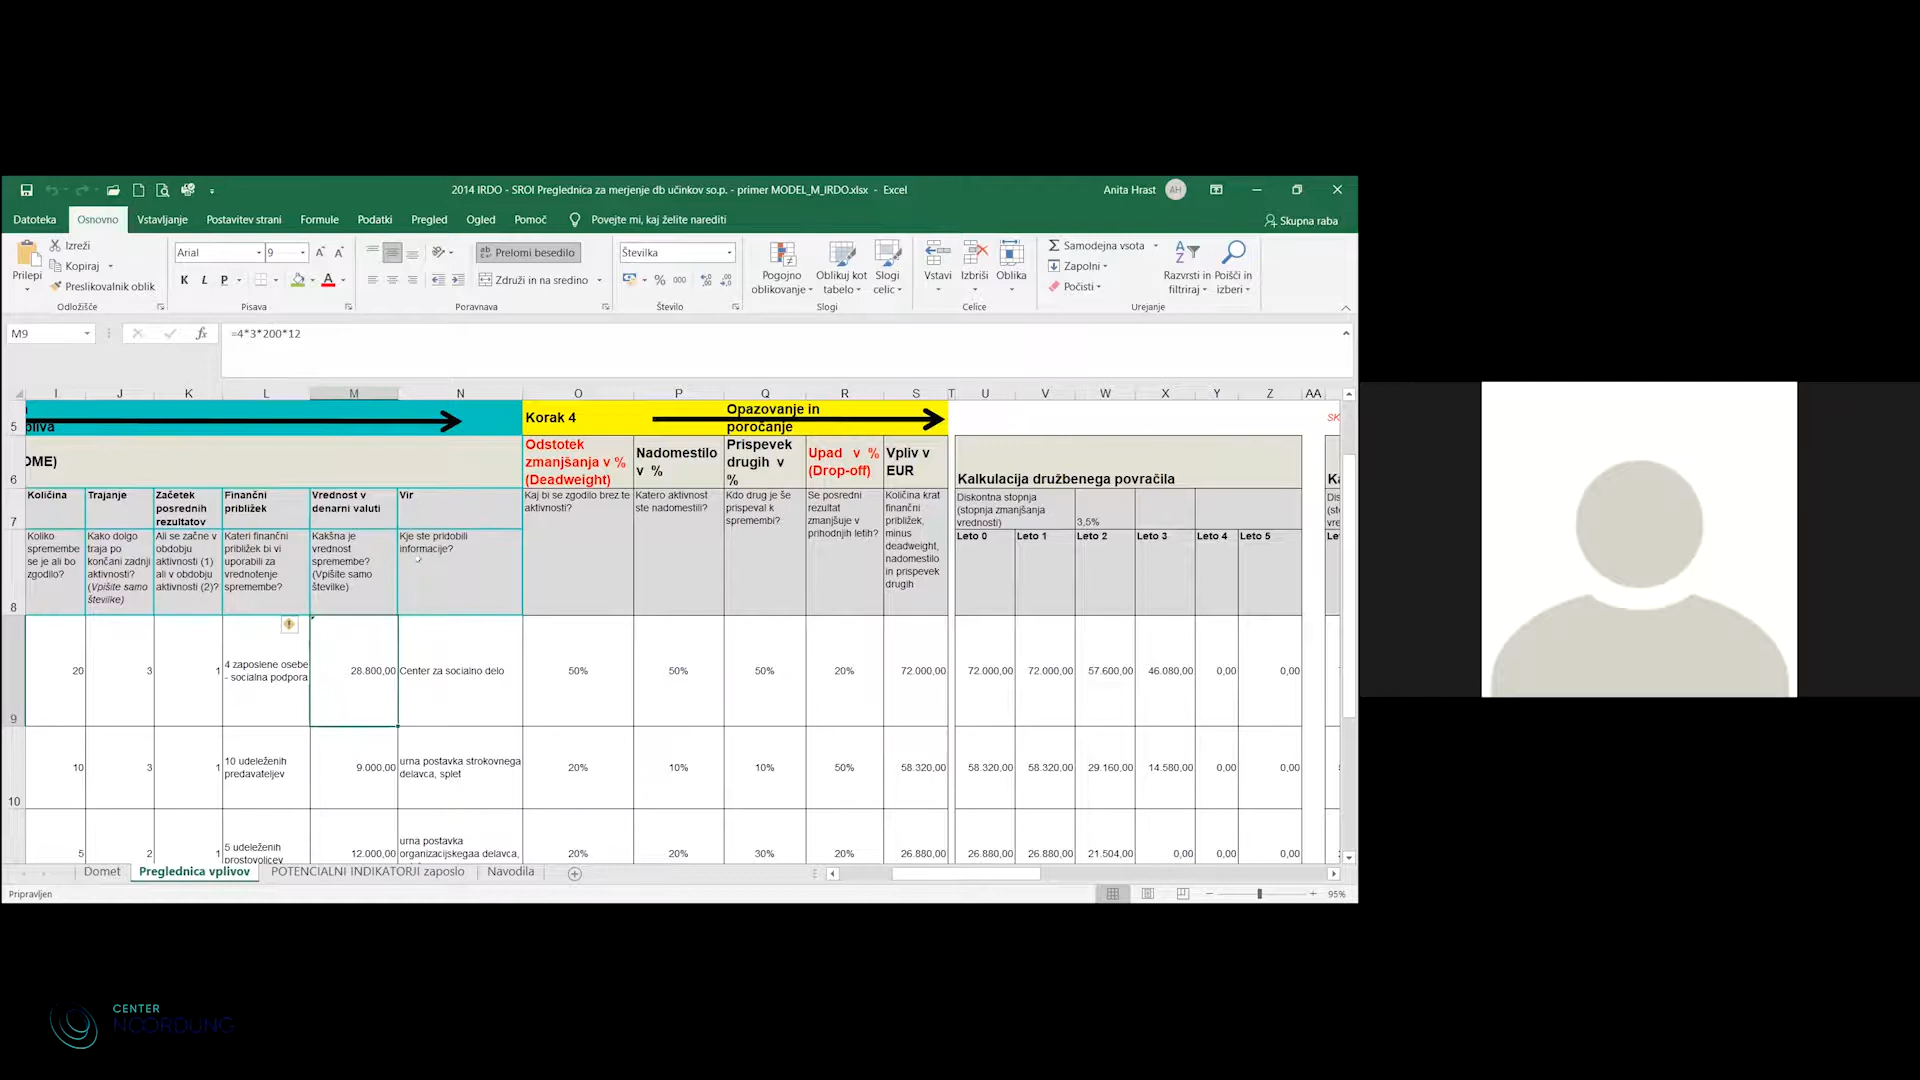 2014 IRDO - SROI Preglednica za merjenje db učinkov so.p. - primer MODEL_M_IRDO.xlsx - Excel
Anita Hrast AH
Datoteka Osnovno Vstavljanje Postavitev strani Formule Podatki Pregled Ogled Pomoč Povejte mi, kaj želite narediti Skupna raba
Prilepi
Izreži
Kopiraj
Preslikovalnik oblik
Odložišče
Arial 9
K L P
Pisava
Prelomi besedilo
Združi in na sredino
Poravnava
Številka
% 000
Število
Pogojno
oblikovanje
Oblikuj kot
tabelo
Slogi
celic
Slogi
Vstavi Izbriši Oblika
Celice
Samodejna vsota
Zapolni
Počisti
Razvrsti in
filtriraj
Poišči in
izberi
Urejanje
M9 fx =4*3*200*12
I J K L M N O P Q R S T U V W X Y Z AA
5
Korak 4
Opazovanje in
poročanje
SK
6
OME)
Odstotek
zmanjšanja v %
(Deadweight)
Nadomestilo
v %
Prispevek
drugih v
%
Upad v %
(Drop-off)
Vpliv v
EUR
Kalkulacija družbenega povračila
Ka
7
Količina
Trajanje
Začetek
posrednih
rezultatov
Finančni
približek
Vrednost v
denarni valuti
Vir
Kaj bi se zgodilo brez te
aktivnosti?
Katero aktivnost
ste nadomestili?
Kdo drug je še
prispeval k
spremembi?
Se posredni
rezultat
zmanjšuje v
prihodnjih letih?
Količina krat
finančni
približek,
minus
deadweight,
nadomestilo
in prispevek
drugih
Diskontna stopnja
(stopnja zmanjšanja
vrednosti)
3,5%
8
Koliko
spremembe
se je ali bo
zgodilo?
Kako dolgo
traja po
končani zadnji
aktivnosti?
(Vpišite samo
številke)
Ali se začne v
obdobju
aktivnosti (1)
ali v obdobju
aktivnosti (2)?
Kateri finančni
približek bi vi
uporabili za
vrednotenje
spremembe?
Kakšna je
vrednost
spremembe?
(Vpišite samo
številke)
Kje ste pridobili
informacije?
Leto 0 Leto 1 Leto 2 Leto 3 Leto 4 Leto 5
9
20 3 1
4 zaposlene osebe
- socialna podpora
28.800,00 Center za socialno delo 50% 50% 50% 20% 72.000,00 72.000,00 72.000,00 57.600,00 46.080,00 0,00 0,00
10
10 3 1
10 udeleženih
predavateljev
9.000,00
urna postavka strokovnega
delavca, splet
20% 10% 10% 50% 58.320,00 58.320,00 58.320,00 29.160,00 14.580,00 0,00 0,00
5 2 1
5 udeleženih
prostovoljcev
12.000,00
urna postavka
organizacijskegaa delavca,
20% 20% 30% 20% 26.880,00 26.880,00 26.880,00 21.504,00 0,00 0,00 0,00
Domet Preglednica vplivov POTENCIALNI INDIKATORJI zaposlo Navodila
Pripravljen 95%
CENTER
NOORDUNG